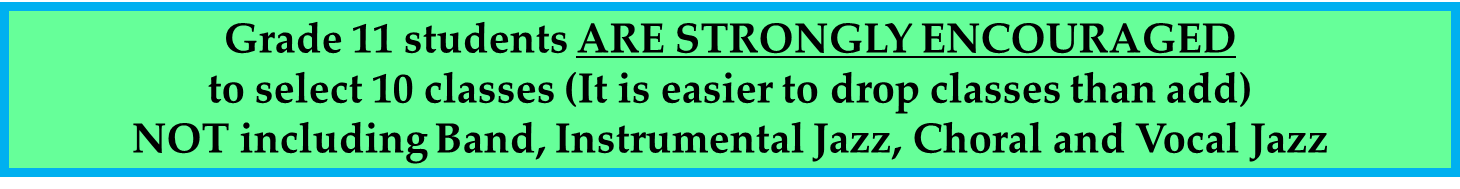 Grade 11 students ARE STRONGLY ENCOURAGED
to select 10 classes (It is easier to drop classes than add)
NOT including Band, Instrumental Jazz, Choral and Vocal Jazz